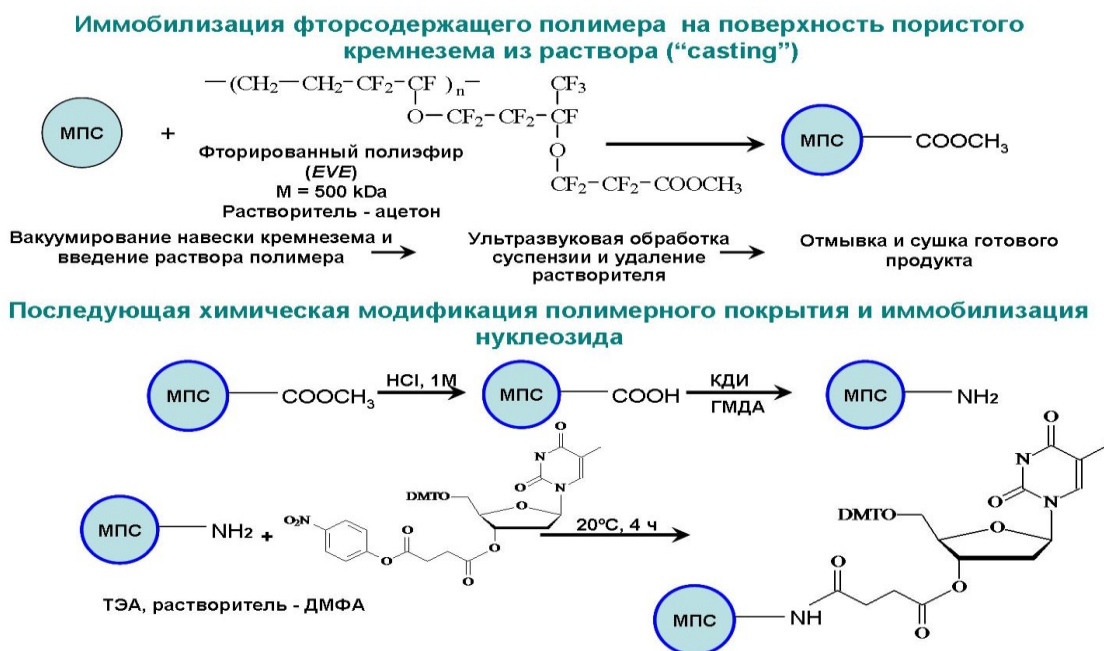 Иммобилизация фторсодержащего полимера на поверхность пористого
кремнезема из раствора (“casting”)
—(CH₂—CH₂—CF₂—CF)ₙ—
CF₃
O—CF₂—CF₂—CF
O
CF₂—CF₂—COOCH₃
МПС
+
МПС
COOCH₃
Фторированный полиэфир
(EVE)
M = 500 kDa
Растворитель - ацетон
Вакуумирование навески кремнезема и
введение раствора полимера
Ультразвуковая обработка
суспензии и удаление
растворителя
Отмывка и сушка готового
продукта
Последующая химическая модификация полимерного покрытия и иммобилизация
нуклеозида
МПС
COOCH₃
HCl, 1М
МПС
COOH
КДИ
ГМДА
МПС
NH₂
МПС
NH₂
+
O₂N
O
O
O
O
DMTO
O
O
N
N
O
20ºС, 4 ч
ТЭА, растворитель - ДМФА
МПС
NH
O
O
O
DMTO
O
O
N
N
O